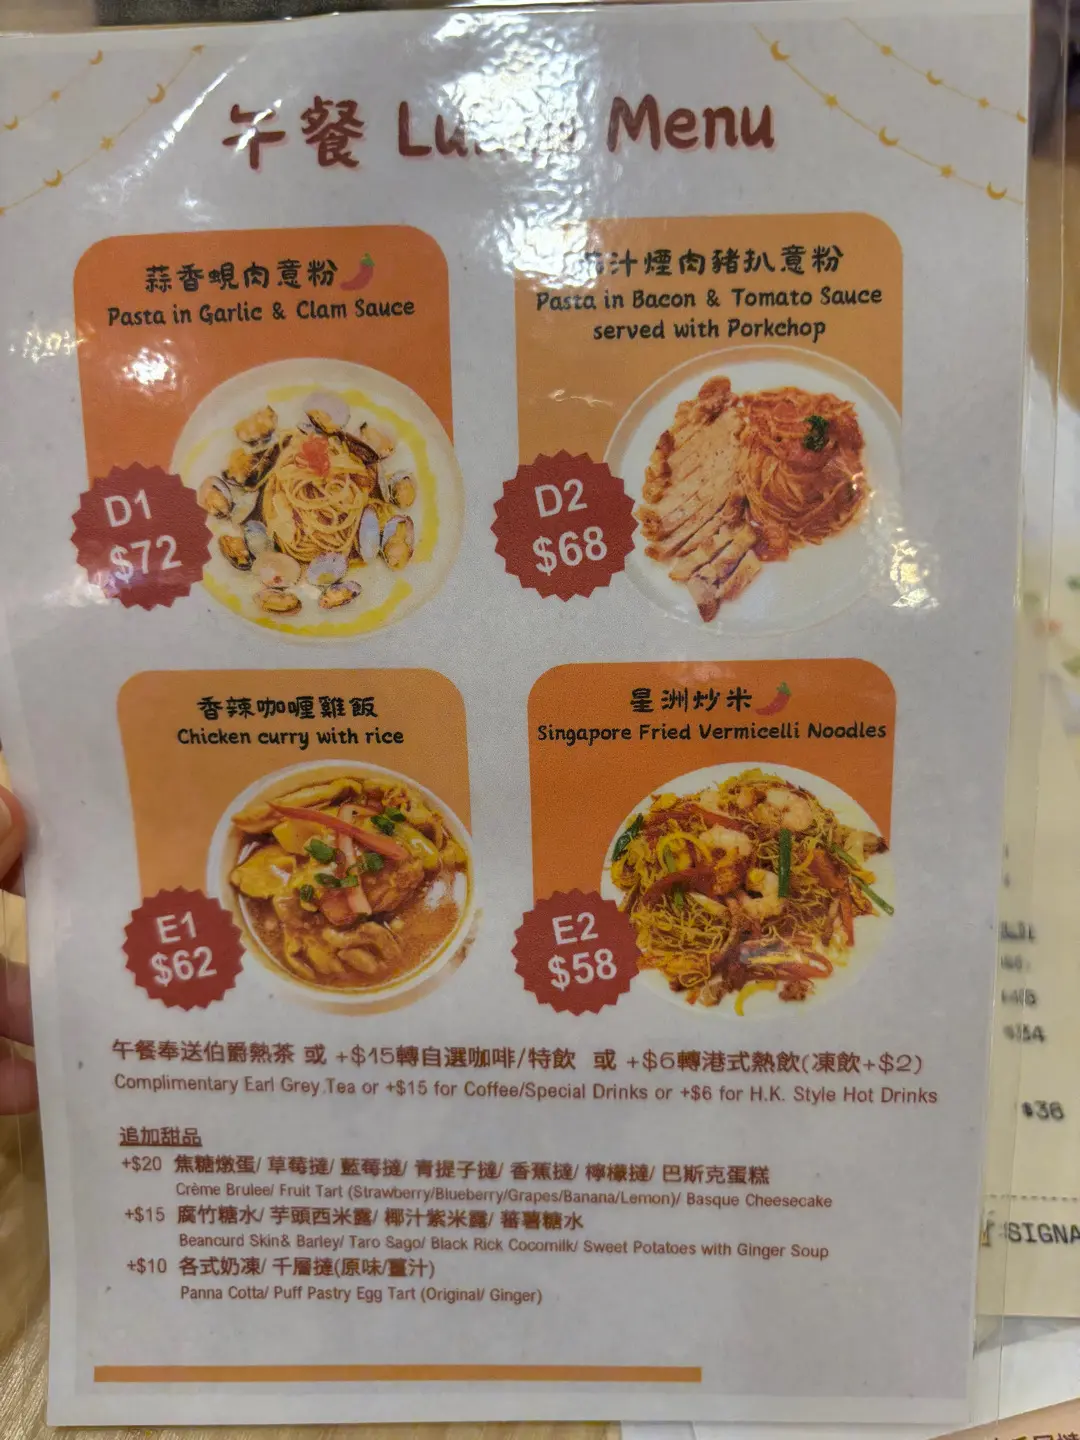 午餐 Menu
蒜香蜆肉意粉
Pasta in Garlic & Clam Sauce
D1
$72
汁煙肉豬扒意粉
Pasta in Bacon & Tomato Sauce
served with Porkchop
D2
$68
香辣咖喱雞飯
Chicken curry with rice
E1
$62
星洲炒米
Singapore Fried Vermicelli Noodles
E2
$58
午餐奉送伯爵熱茶 或 +$15轉自選咖啡/特飲 或 +$6轉港式熱飲(凍飲+$2)
Complimentary Earl Grey Tea or +$15 for Coffee/Special Drinks or +$6 for H.K. Style Hot Drinks
追加甜品
+$20 焦糖燉蛋/ 草莓撻/ 藍莓撻/ 青提子撻/ 香蕉撻/ 檸檬撻/ 巴斯克蛋糕
Crème Brulee/ Fruit Tart (Strawberry/Blueberry/Grapes/Banana/Lemon)/ Basque Cheesecake
+$15 腐竹糖水/ 芋頭西米露/ 椰汁紫米露/ 蕃薯糖水
Beancurd Skin& Barley/ Taro Sago/ Black Rick Cocomilk/ Sweet Potatoes with Ginger Soup
+$10 各式奶凍/ 千層撻(原味/薑汁)
Panna Cotta/ Puff Pastry Egg Tart (Original/ Ginger)
$36
SIGNA